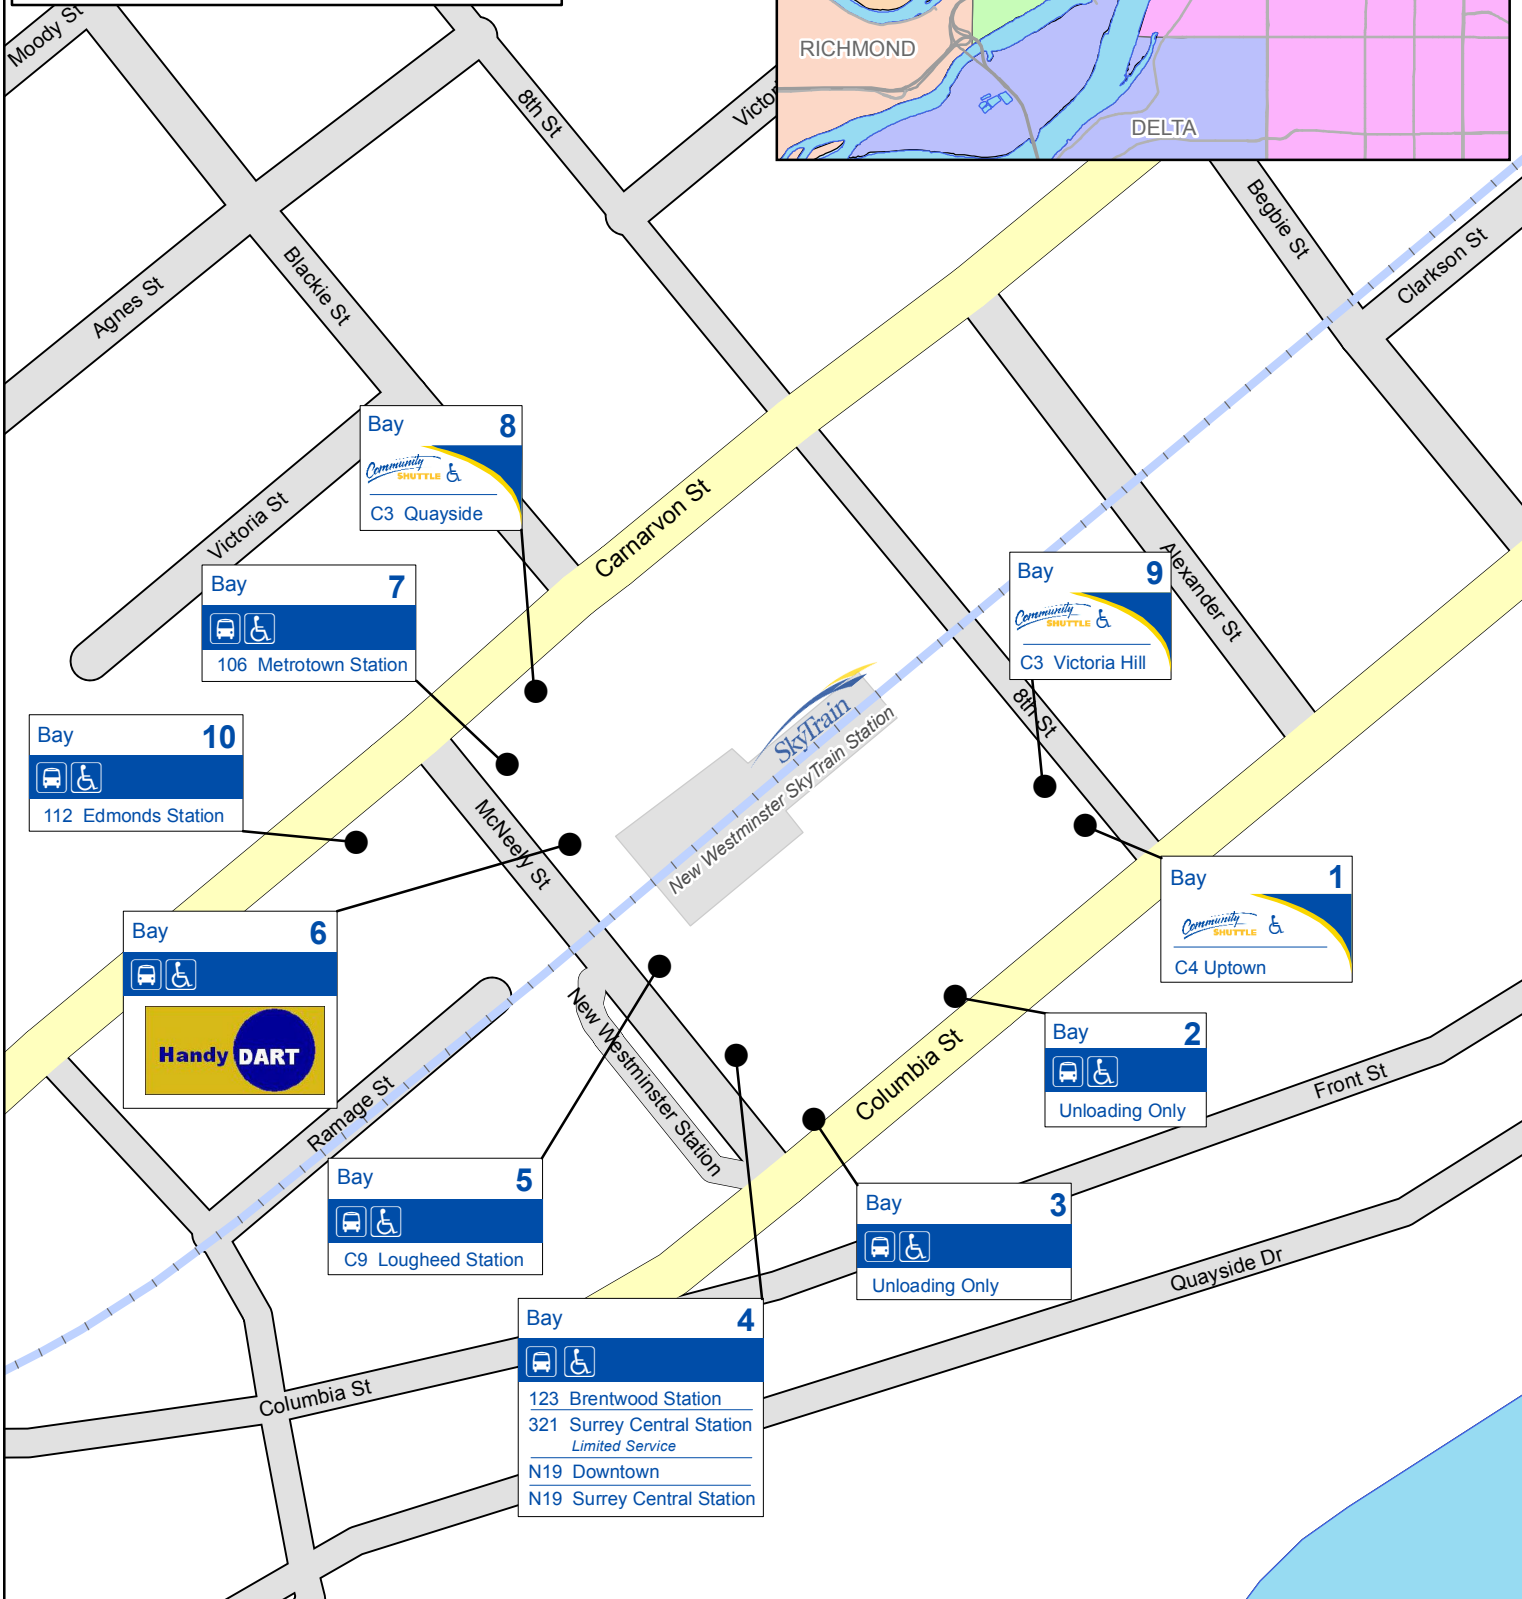 Moody St
8th St
RICHMOND
DELTA
Begbie St
Clarkson St
Blackie St
Agnes St
Bay 8
Community
SHUTTLE
C3 Quayside
Carnarvon St
Victoria St
Bay 7
106 Metrotown Station
Bay 9
Community
SHUTTLE
C3 Victoria Hill
Alexander St
8th St
SkyTrain
New Westminster SkyTrain Station
Bay 10
112 Edmonds Station
McNeely St
Bay 1
Community
SHUTTLE
C4 Uptown
Bay 6
Handy DART
New Westminster Station
Bay 2
Unloading Only
Columbia St
Front St
Ramage St
Bay 5
C9 Lougheed Station
Bay 3
Unloading Only
Quayside Dr
Bay 4
123 Brentwood Station
321 Surrey Central Station
Limited Service
N19 Downtown
N19 Surrey Central Station
Columbia St